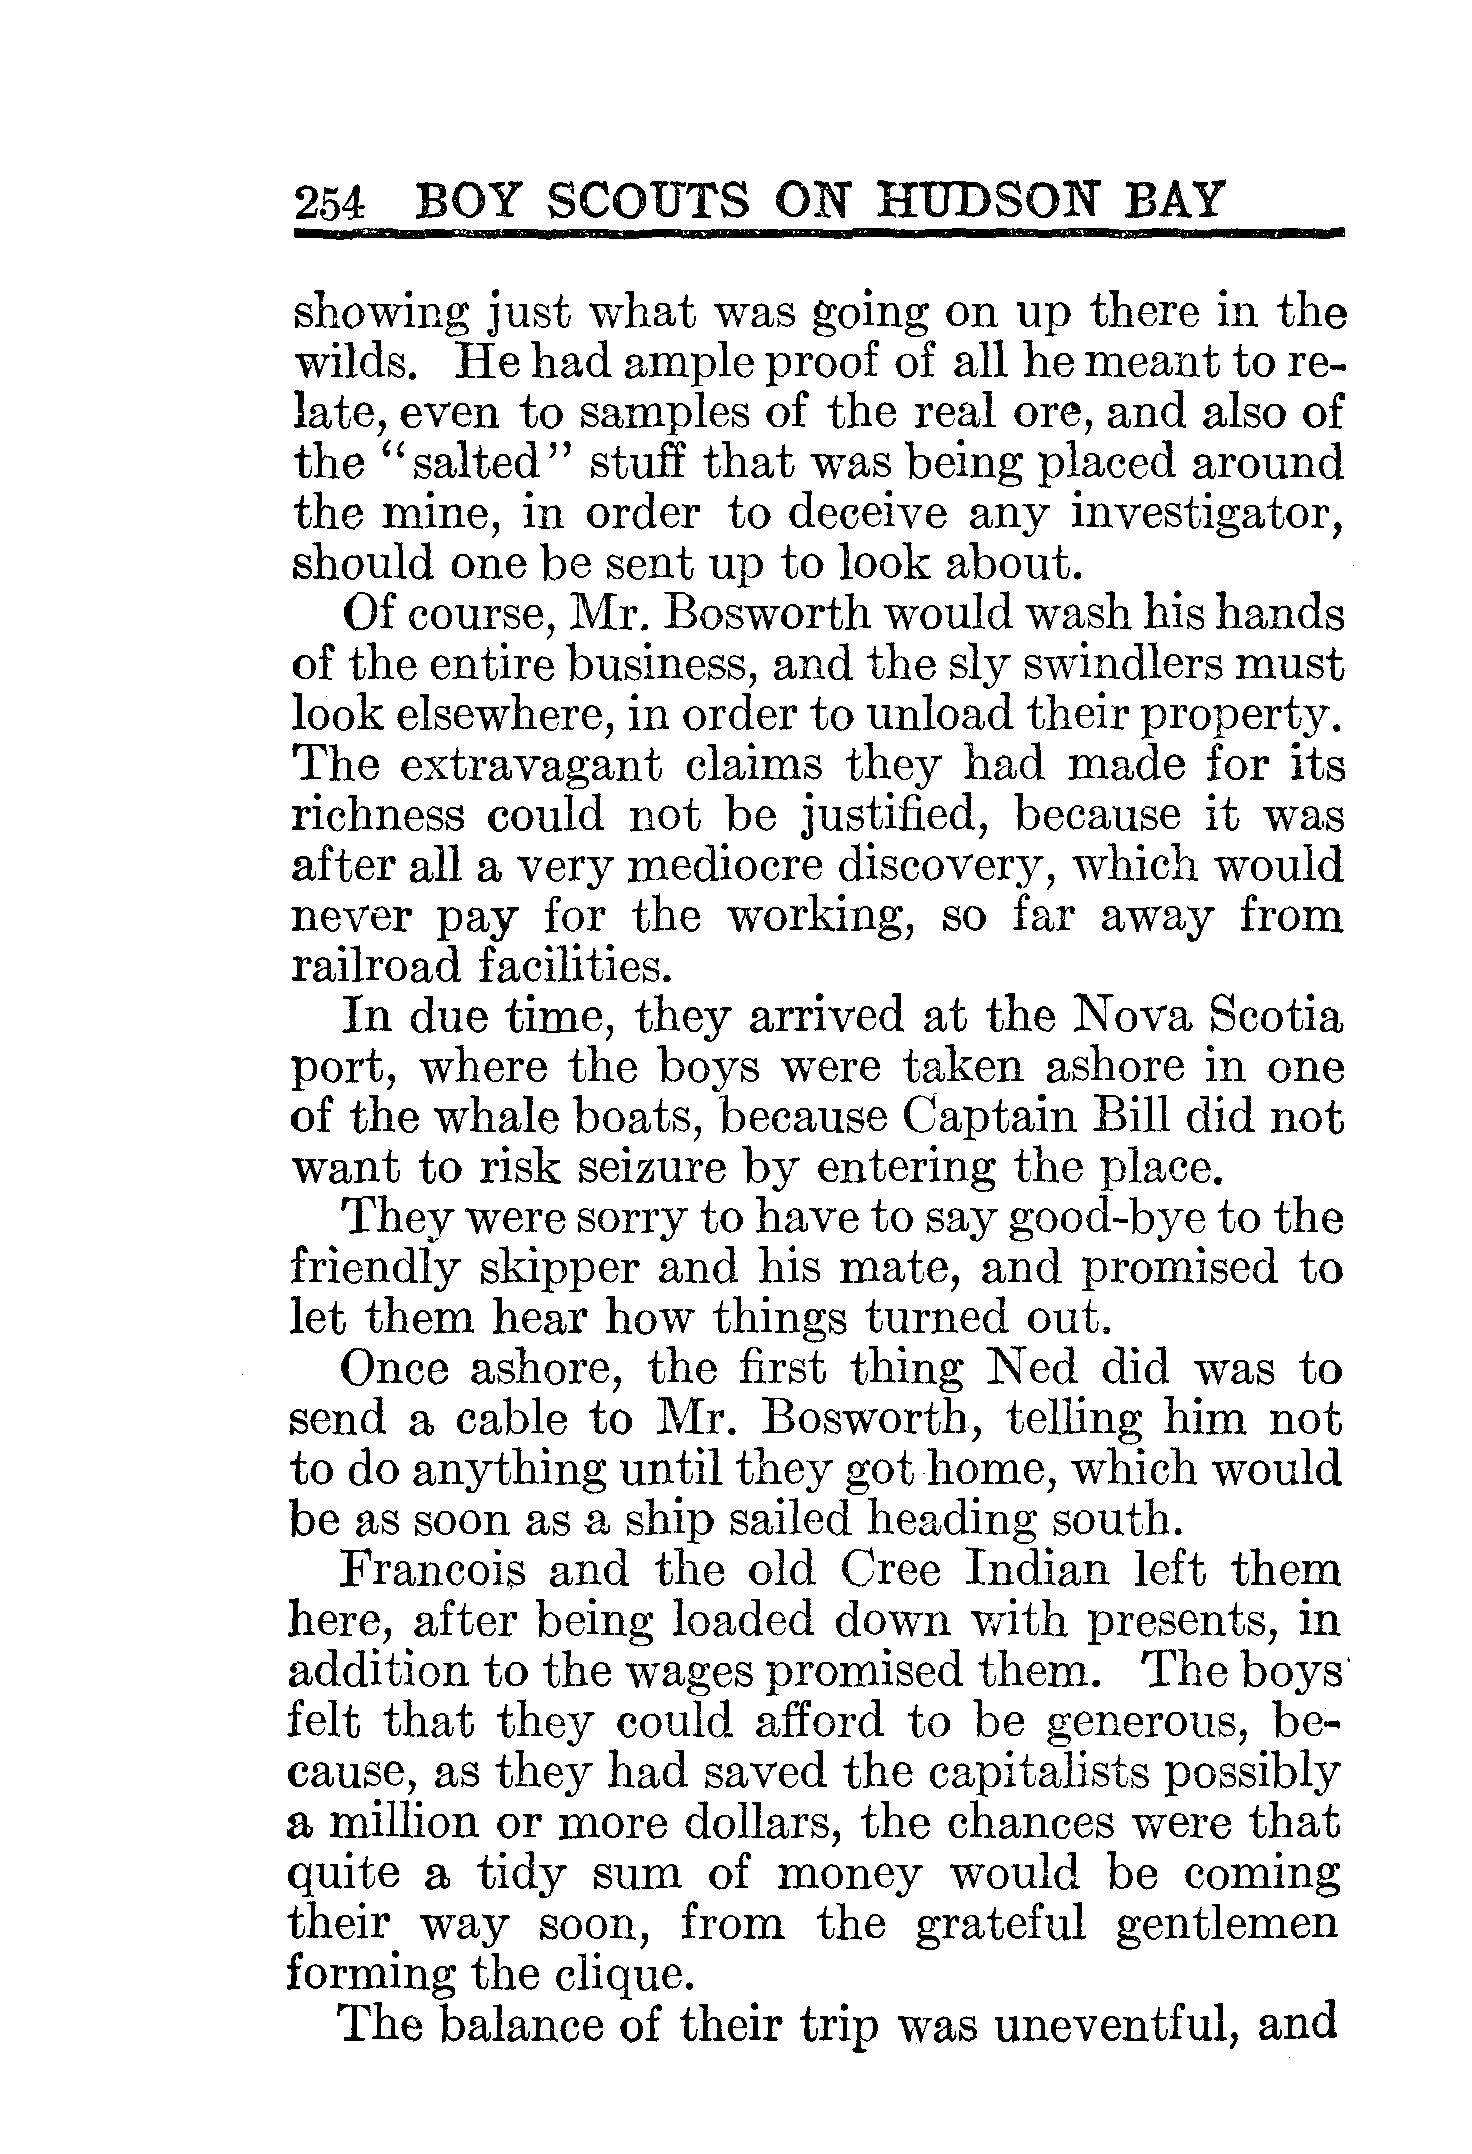 254 BOY SCOUTS ON HUDSON BAY
showing just what was going on up there in the
wilds. He had ample proof of all he meant to re-
late, even to samples of the real ore, and also of
the "salted" stuff that was being placed around
the mine, in order to deceive any investigator,
should one be sent up to look about.
Of course, Mr. Bosworth would wash his hands
of the entire business, and the sly swindlers must
look elsewhere, in order to unload their property.
The extravagant claims they had made for its
richness could not be justified, because it was
after all a very mediocre discovery, which would
never pay for the working, so far away from
railroad facilities.
In due time, they arrived at the Nova Scotia
port, where the boys were taken ashore in one
of the whale boats, because Captain Bill did not
want to risk seizure by entering the place.
They were sorry to have to say good-bye to the
friendly skipper and his mate, and promised to
let them hear how things turned out.
Once ashore, the first thing Ned did was to
send a cable to Mr. Bosworth, telling him not
to do anything until they got home, which would
be as soon as a ship sailed heading south.
Francois and the old Cree Indian left them
here, after being loaded down with presents, in
addition to the wages promised them. The boys
felt that they could afford to be generous, be-
cause, as they had saved the capitalists possibly
a million or more dollars, the chances were that
quite a tidy sum of money would be coming
their way soon, from the grateful gentlemen
forming the clique.
The balance of their trip was uneventful, and